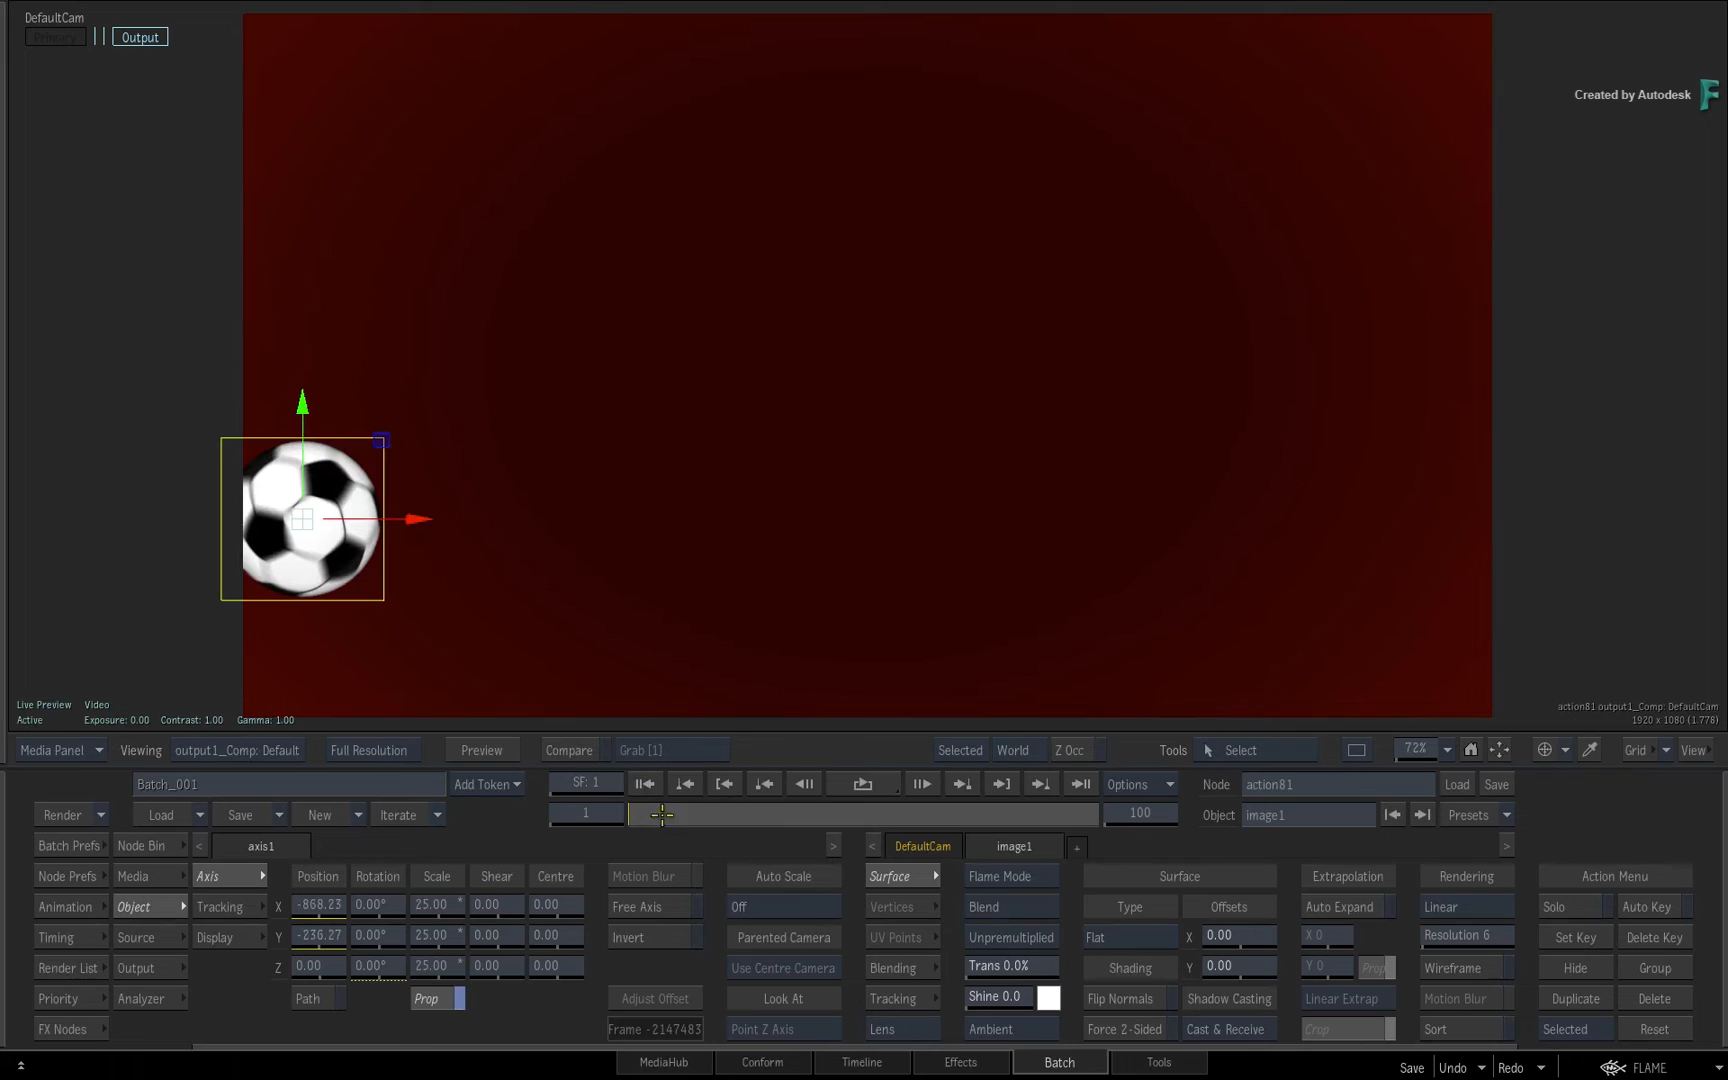 DefaultCam
Primary Output
Created by Autodesk
Live Preview Video
Active Exposure: 0.00 Contrast: 1.00 Gamma: 1.00
action81 output1_Comp: DefaultCam
1920 x 1080 (1.778)
Media Panel Viewing output1_Comp: Default Full Resolution Preview Compare Grab [1] Selected World Z Occ Tools Select 72% Grid View
Batch_001 Add Token SF: 1 Options Node action81 Load Save
Render Load Save New Iterate 1 100 Object image1 Presets
Batch Prefs Node Bin < axis1 > < DefaultCam image1 + >
Node Prefs Media Axis Position Rotation Scale Shear Centre Motion Blur Auto Scale Surface Flame Mode Surface Extrapolation Rendering Action Menu
Animation Object Tracking X -868.23 0.00° 25.00 * 0.00 0.00 Free Axis Off Vertices Blend Type Offsets Auto Expand Linear Solo Auto Key
Timing Source Display Y -236.27 0.00° 25.00 * 0.00 0.00 Invert Parented Camera UV Points Unpremultiplied Flat X 0.00 X 0 Resolution 6 Set Key Delete Key
Render List Output Z 0.00 0.00° 25.00 * 0.00 0.00 Use Centre Camera Blending Trans 0.0% Shading Y 0.00 Y 0 Prop Wireframe Hide Group
Priority Analyzer Path Prop Adjust Offset Look At Tracking Shine 0.0 Flip Normals Shadow Casting Linear Extrap Motion Blur Duplicate Delete
FX Nodes Frame -2147483 Point Z Axis Lens Ambient Force 2-Sided Cast & Receive Crop Sort Selected Reset
MediaHub Conform Timeline Effects Batch Tools Save Undo Redo FLAME